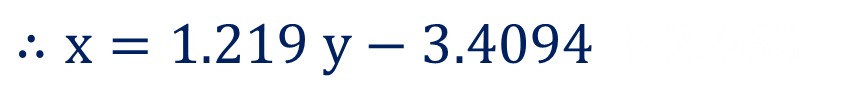 ∴ x = 1.219 y − 3.4094